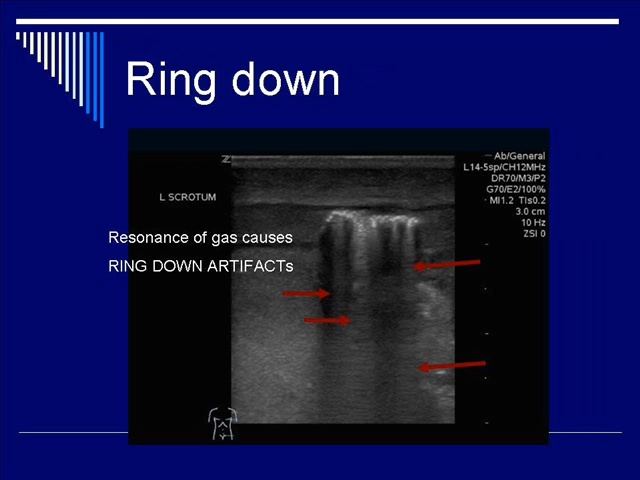 Ring down
Z
Ab/General
L14-5sp/CH12MHz
DR70/M3/P2
G70/E2/100%
MI1.2 TIs0.2
3.0 cm
10 Hz
ZSI 0
L SCROTUM
Resonance of gas causes
RING DOWN ARTIFACTs